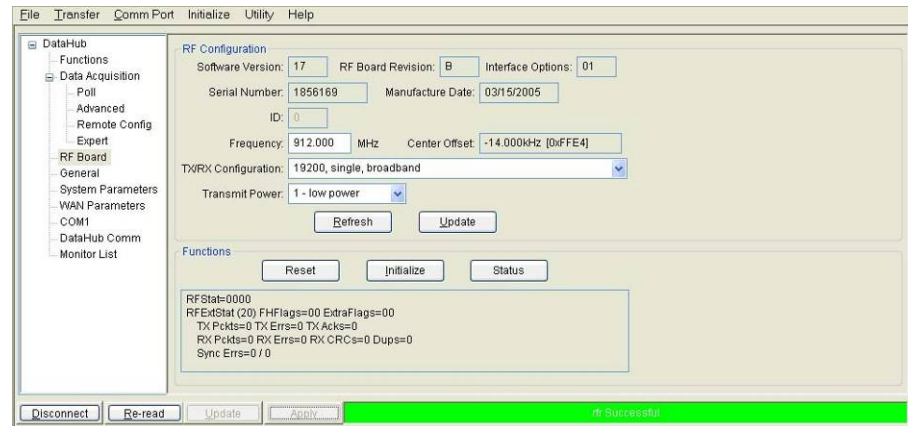 File Transfer Comm Port Initialize Utility Help
DataHub
Functions
Data Acquisition
Poll
Advanced
Remote Config
Expert
RF Board
General
System Parameters
WAN Parameters
COM1
DataHub Comm
Monitor List
RF Configuration
Software Version: 17 RF Board Revision: B Interface Options: 01
Serial Number: 1856169 Manufacture Date: 03/15/2005
ID: 0
Frequency: 912.000 MHz Center Offset: -14.000kHz [0xFFE4]
TX/RX Configuration: 19200, single, broadband
Transmit Power: 1 - low power
Refresh Update
Functions
Reset Initialize Status
RFStat=0000
RFExtStat (20) FHFlags=00 ExtraFlags=00
TX Pckts=0 TX Errs=0 TX Acks=0
RX Pckts=0 RX Errs=0 RX CRCs=0 Dups=0
Sync Errs=0 / 0
Disconnect Re-read Update Apply rfr Successful